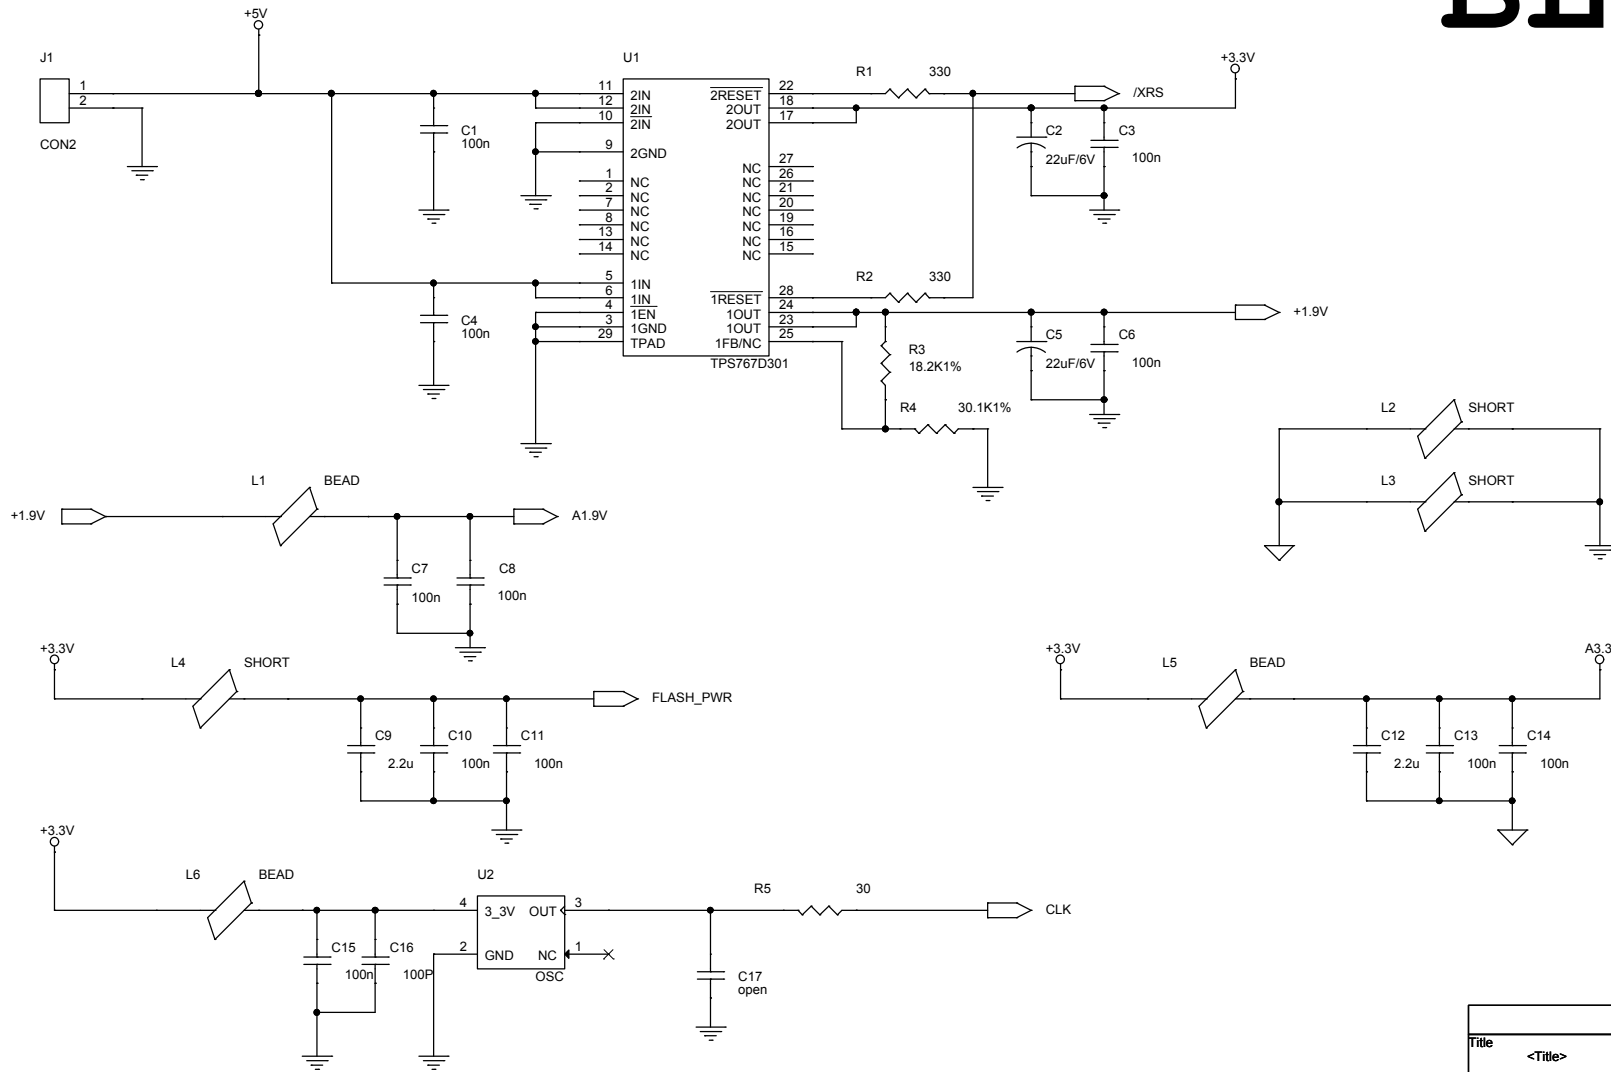 +5V
J1
1
2
CON2
C1
100n
C4
100n
U1
11 2IN
12 2IN
10 2IN
9 2GND
1 NC
2 NC
7 NC
8 NC
13 NC
14 NC
5 1IN
6 1IN
4 1EN
3 1GND
29 TPAD
2RESET 22
2OUT 18
2OUT 17
NC 27
NC 26
NC 21
NC 20
NC 19
NC 16
NC 15
1RESET 28
1OUT 24
1OUT 23
1FB/NC 25
TPS767D301
R1 330
/XRS
+3.3V
C2
22uF/6V
C3
100n
R2 330
+1.9V
R3
18.2K1%
R4 30.1K1%
C5
22uF/6V
C6
100n
L2 SHORT
L3 SHORT
+1.9V
L1 BEAD
A1.9V
C7
100n
C8
100n
+3.3V
L4 SHORT
FLASH_PWR
C9
2.2u
C10
100n
C11
100n
+3.3V
L5 BEAD
A3.3
C12
2.2u
C13
100n
C14
100n
+3.3V
L6 BEAD
C15
100n
C16
100P
U2
4 3_3V OUT 3
2 GND NC 1
OSC
C17
open
R5 30
CLK
Title
<Title>